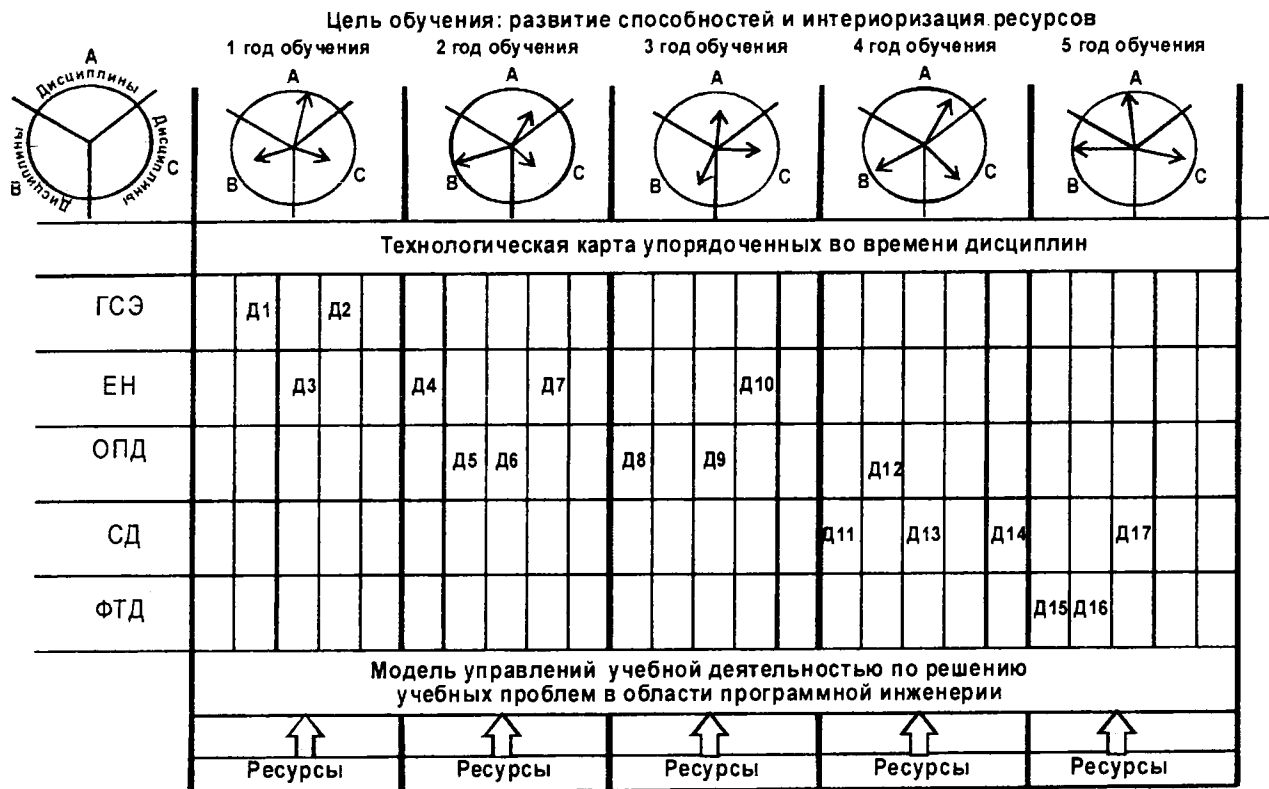 Цель обучения: развитие способностей и интериоризация ресурсов
1 год обучения 2 год обучения 3 год обучения 4 год обучения 5 год обучения
А А А А А А
Дисциплины Дисциплины Дисциплины
В С В С В С В С В С В С
Технологическая карта упорядоченных во времени дисциплин
ГСЭ Д1 Д2
ЕН Д3 Д4 Д7 Д10
ОПД Д5 Д6 Д8 Д9 Д12
СД Д11 Д13 Д14 Д17
ФТД Д15 Д16
Модель управлений учебной деятельностью по решению
учебных проблем в области программной инженерии
Ресурсы Ресурсы Ресурсы Ресурсы Ресурсы